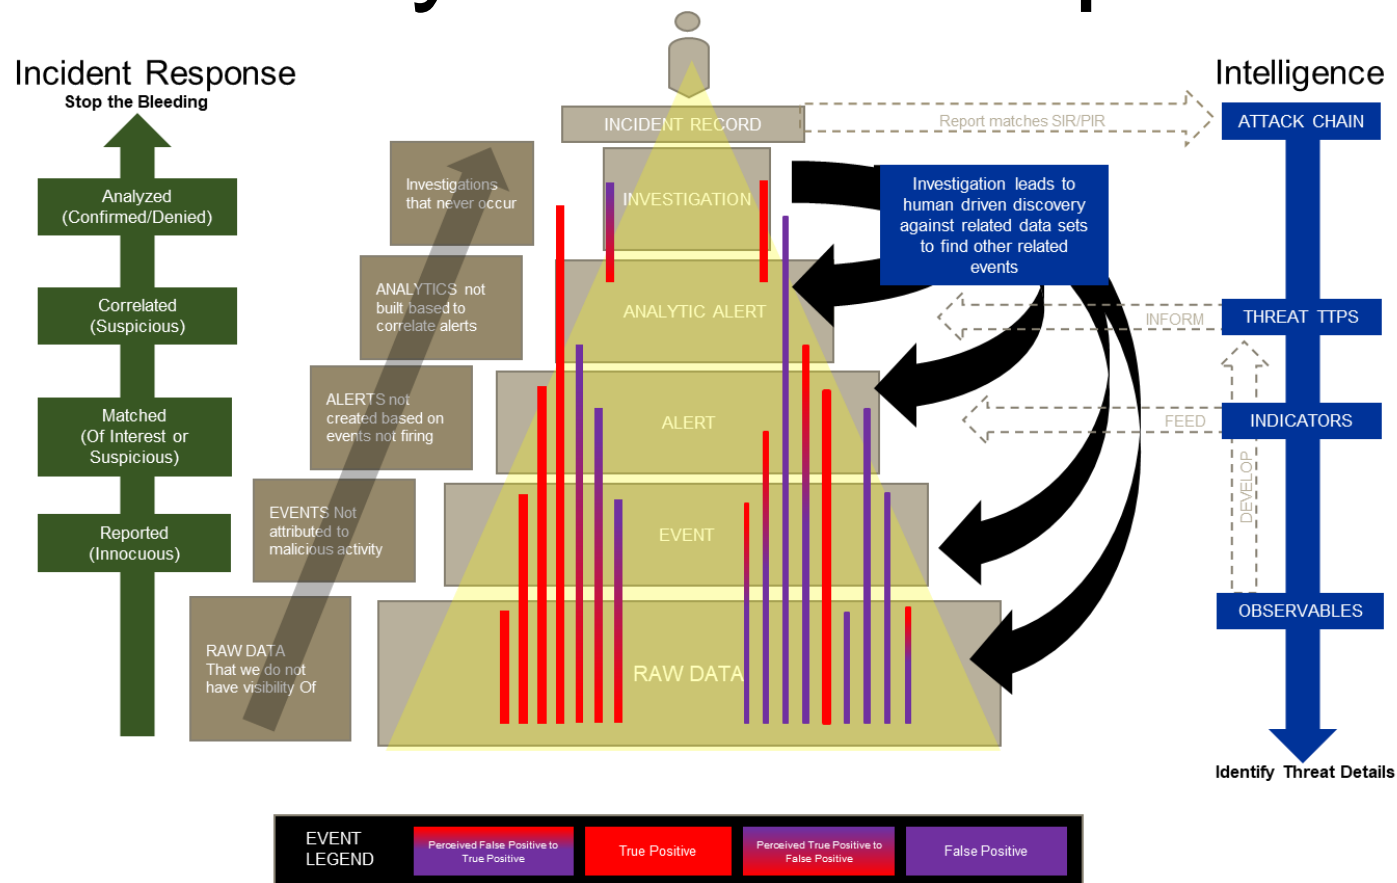 Incident Response
Stop the Bleeding
Analyzed
(Confirmed/Denied)
Correlated
(Suspicious)
Matched
(Of Interest or
Suspicious)
Reported
(Innocuous)
Investigations
that never occur
ANALYTICS not
built based to
correlate alerts
ALERTS not
created based on
events not firing
EVENTS Not
attributed to
malicious activity
RAW DATA
That we do not
have visibility Of
INCIDENT RECORD
INVESTIGATION
ANALYTIC ALERT
ALERT
EVENT
RAW DATA
Report matches SIR/PIR
Investigation leads to
human driven discovery
against related data sets
to find other related
events
INFORM
FEED
DEVELOP
Intelligence
ATTACK CHAIN
THREAT TTPS
INDICATORS
OBSERVABLES
Identify Threat Details
EVENT
LEGEND
Perceived False Positive to
True Positive
True Positive
Perceived True Positive to
False Positive
False Positive